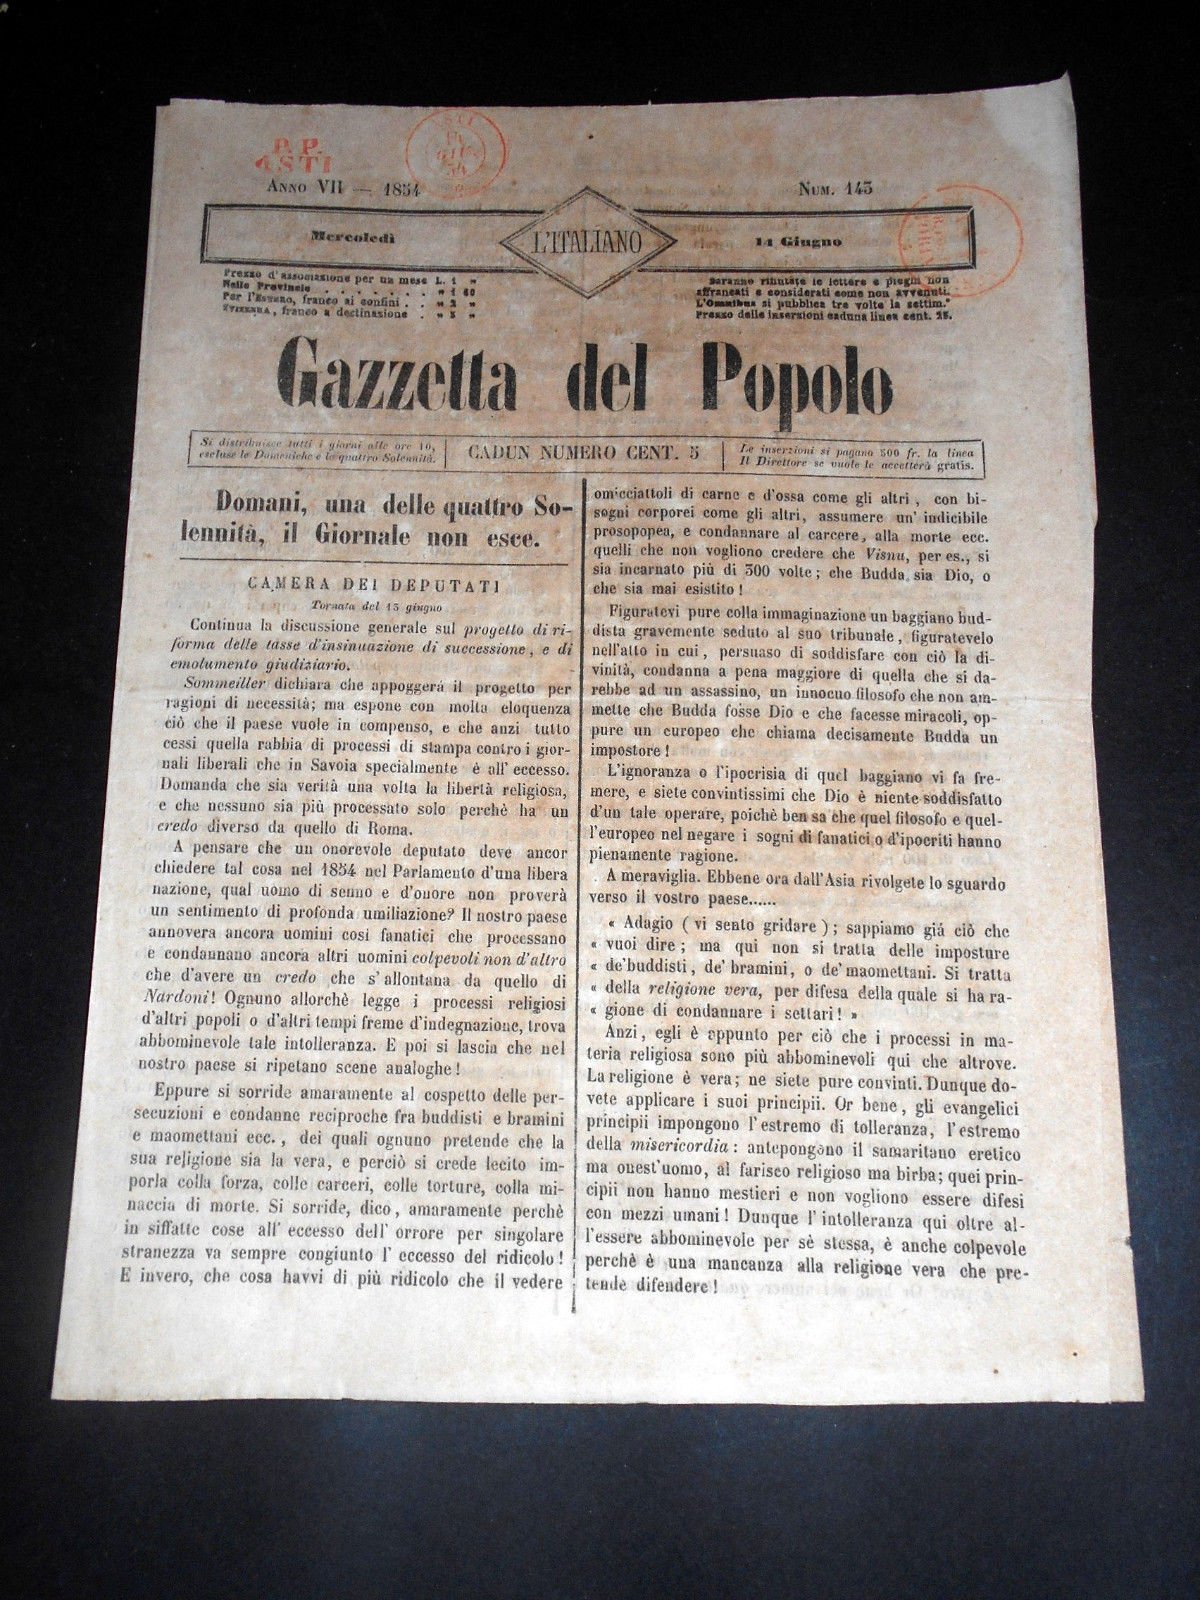 P. P.
ASTI
ASTI
GIU
54
Anno VII — 1854
Num. 143
Mercoledì
L'ITALIANO
14 Giugno
Prezzo d'associazione per un mese L. 1 "
Nelle Provincie . . . . . . . . " 1 60
Per l'Estero, franco ai confini . . " 2 "
Svizzera, franco a destinazione . " 3 "
Saranno rifiutate le lettere e pieghi non
affrancati e considerati come non avvenuti.
L'Omnibus si pubblica tre volte la settim."
Prezzo delle inserzioni caduna linea cent. 25.
Gazzetta del Popolo
Si distribuisce tutti i giorni alle ore 10,
escluse le Domeniche e le quattro Solennità.
CADUN NUMERO CENT. 5
Le inserzioni si pagano 500 fr. la linea
Il Direttore se vuole le accetterà gratis.
Domani, una delle quattro So-
lennità, il Giornale non esce.
CAMERA DEI DEPUTATI
Tornata del 13 giugno
Continua la discussione generale sul progetto di ri-
forma delle tasse d'insinuazione di successione, e di
emolumento giudiziario.
Sommeiller dichiara che appoggerà il progetto per
ragioni di necessità; ma espone con molta eloquenza
ciò che il paese vuole in compenso, e che anzi tutto
cessi quella rabbia di processi di stampa contro i gior-
nali liberali che in Savoia specialmente è all'eccesso.
Domanda che sia verità una volta la libertà religiosa,
e che nessuno sia più processato solo perchè ha un
credo diverso da quello di Roma.
A pensare che un onorevole deputato deve ancor
chiedere tal cosa nel 1854 nel Parlamento d'una libera
nazione, qual uomo di senno e d'onore non proverà
un sentimento di profonda umiliazione? Il nostro paese
annovera ancora uomini così fanatici che processano
e condannano ancora altri uomini colpevoli non d'altro
che d'avere un credo che s'allontana da quello di
Nardoni! Ognuno allorchè legge i processi religiosi
d'altri popoli o d'altri tempi freme d'indegnazione, trova
abbominevole tale intolleranza. E poi si lascia che nel
nostro paese si ripetano scene analoghe!
Eppure si sorride amaramente al cospetto delle per-
secuzioni e condanne reciproche fra buddisti e bramini
e maomettani ecc., dei quali ognuno pretende che la
sua religione sia la vera, e perciò si crede lecito im-
porla colla forza, colle carceri, colle torture, colla mi-
naccia di morte. Si sorride, dico, amaramente perchè
in siffatte cose all'eccesso dell'orrore per singolare
stranezza va sempre congiunto l'eccesso del ridicolo!
E invero, che cosa havvi di più ridicolo che il vedere
omicciattoli di carne e d'ossa come gli altri, con bi-
sogni corporei come gli altri, assumere un'indicibile
prosopopea, e condannare al carcere, alla morte ecc.
quelli che non vogliono credere che Visnu, per es., si
sia incarnato più di 300 volte; che Budda sia Dio, o
che sia mai esistito!
Figuratevi pure colla immaginazione un baggiano bud-
dista gravemente seduto al suo tribunale, figuratevelo
nell'atto in cui, persuaso di soddisfare con ciò la di-
vinità, condanna a pena maggiore di quella che si da-
rebbe ad un assassino, un innocuo filosofo che non am-
mette che Budda fosse Dio e che facesse miracoli, op-
pure un europeo che chiama decisamente Budda un
impostore!
L'ignoranza o l'ipocrisia di quel baggiano vi fa fre-
mere, e siete convintissimi che Dio è niente soddisfatto
d'un tale operare, poichè ben sa che quel filosofo e quel-
l'europeo nel negare i sogni di fanatici o d'ipocriti hanno
pienamente ragione.
A meraviglia. Ebbene ora dall'Asia rivolgete lo sguardo
verso il vostro paese......
« Adagio (vi sento gridare); sappiamo già ciò che
« vuoi dire; ma qui non si tratta delle imposture
« de'buddisti, de'bramini, o de'maomettani. Si tratta
« della religione vera, per difesa della quale si ha ra-
« gione di condannare i settari! »
Anzi, egli è appunto per ciò che i processi in ma-
teria religiosa sono più abbominevoli qui che altrove.
La religione è vera; ne siete pure convinti. Dunque do-
vete applicare i suoi principii. Or bene, gli evangelici
principii impongono l'estremo di tolleranza, l'estremo
della misericordia: antepongono il samaritano eretico
ma onest'uomo, al fariseo religioso ma birba; quei prin-
cipii non hanno mestieri e non vogliono essere difesi
con mezzi umani! Dunque l'intolleranza qui oltre al-
l'essere abbominevole per sè stessa, è anche colpevole
perchè è una mancanza alla religione vera che pre-
tende difendere!